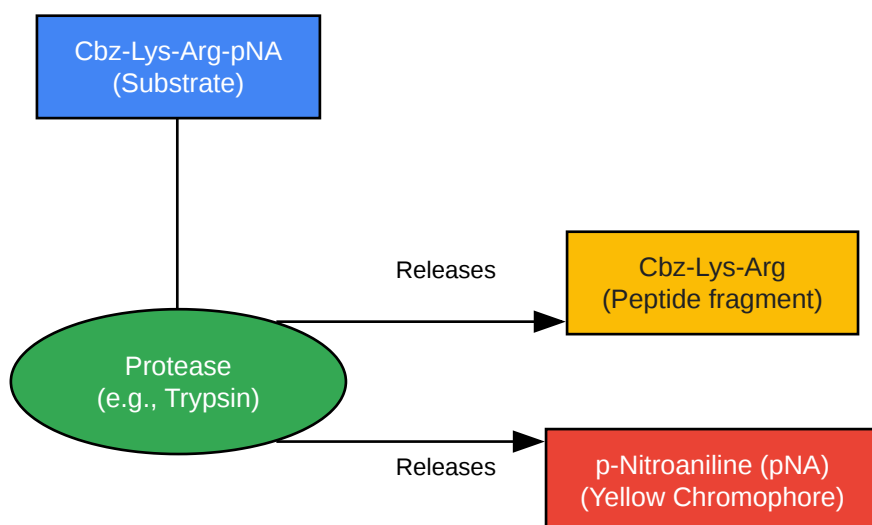 Cbz-Lys-Arg-pNA
(Substrate)
Releases
Cbz-Lys-Arg
(Peptide fragment)
Protease
(e.g., Trypsin)
Releases
p-Nitroaniline (pNA)
(Yellow Chromophore)